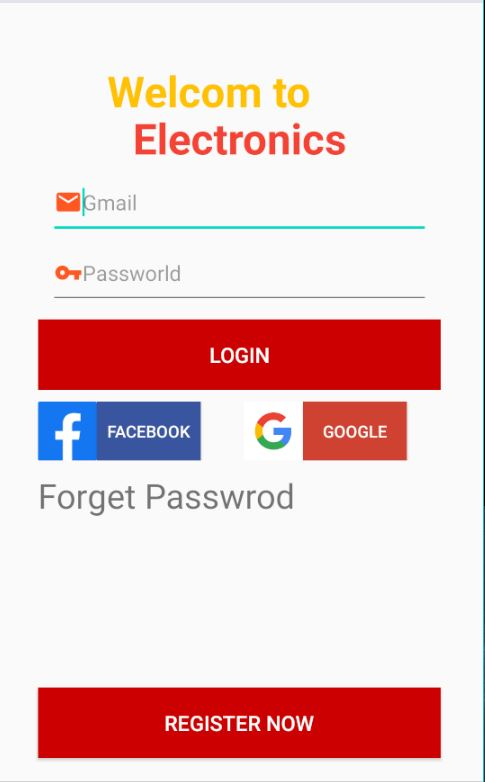 Welcom to
Electronics
Gmail
Passworld
LOGIN
FACEBOOK
GOOGLE
Forget Passwrod
REGISTER NOW